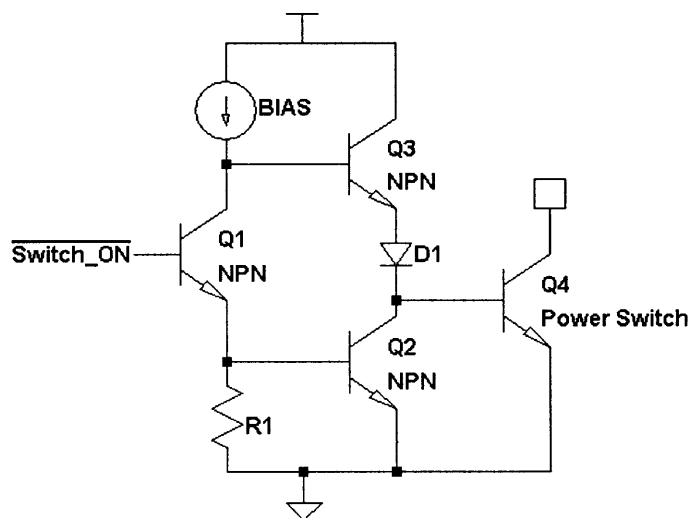 BIAS
Q3
NPN
Switch_ON
Q1
NPN
D1
Q4
Power Switch
Q2
NPN
R1